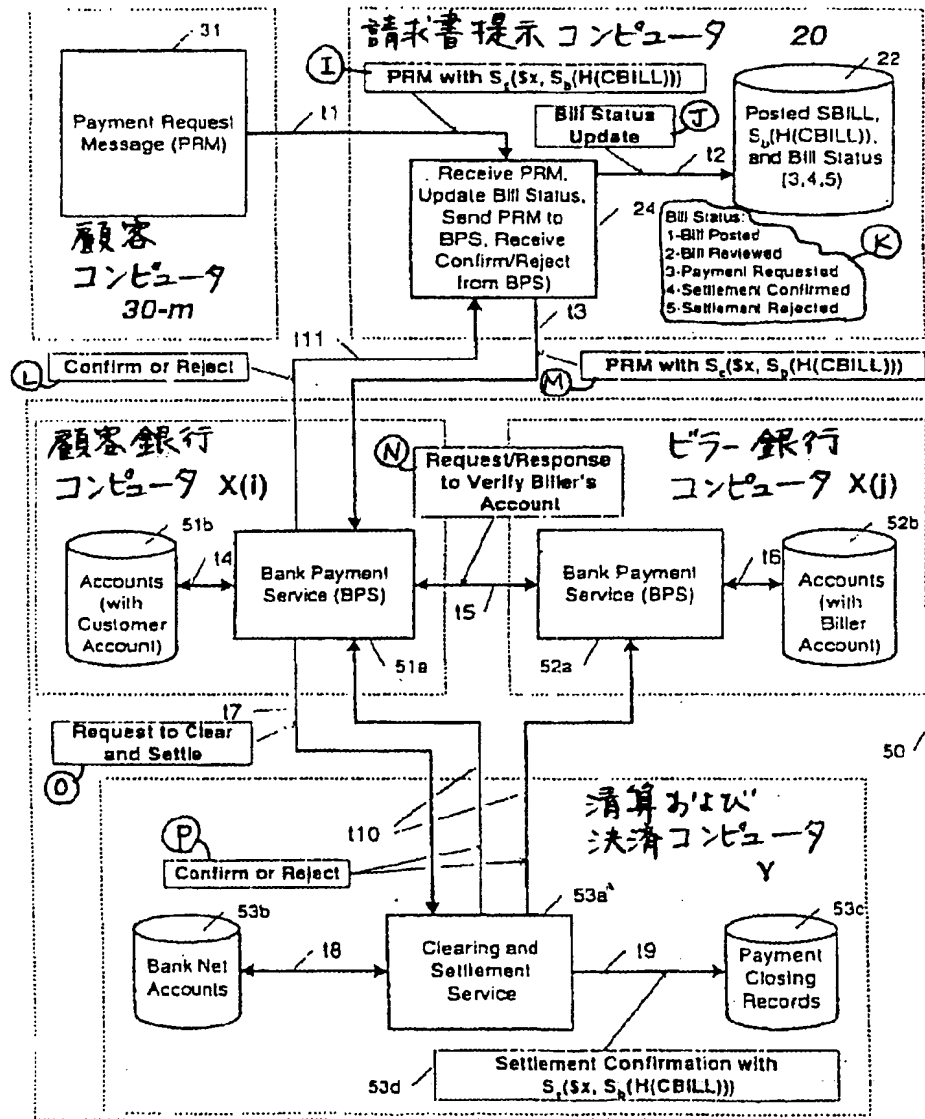 31
Payment Request
Message (PRM)
顧客
コンピュータ
30-m
請求書提示コンピュータ 20
I
PRM with Sc($x, Sb(H(CBILL)))
t1
Bill Status
Update
J
t2
22
Posted SBILL,
Sb(H(CBILL)),
and Bill Status
(3,4,5)
Receive PRM,
Update Bill Status,
Send PRM to
BPS, Receive
Confirm/Reject
from BPS)
24
Bill Status:
1-Bill Posted
2-Bill Reviewed
3-Payment Requested
4-Settlement Confirmed
5-Settlement Rejected
K
t3
t11
L
Confirm or Reject
M
PRM with Sc($x, Sb(H(CBILL)))
顧客銀行
コンピュータ X(i)
N
Request/Response
to Verify Biller's
Account
ビラー銀行
コンピュータ X(j)
51b
Accounts
(with
Customer
Account)
t4
Bank Payment
Service (BPS)
51a
t5
Bank Payment
Service (BPS)
52a
t6
52b
Accounts
(with
Biller
Account)
t7
Request to Clear
and Settle
O
50
清算および
決済コンピュータ
Y
t10
P
Confirm or Reject
53b
Bank Net
Accounts
t8
53a
Clearing and
Settlement
Service
t9
53c
Payment
Closing
Records
53d
Settlement Confirmation with
Sc($x, Sb(H(CBILL)))